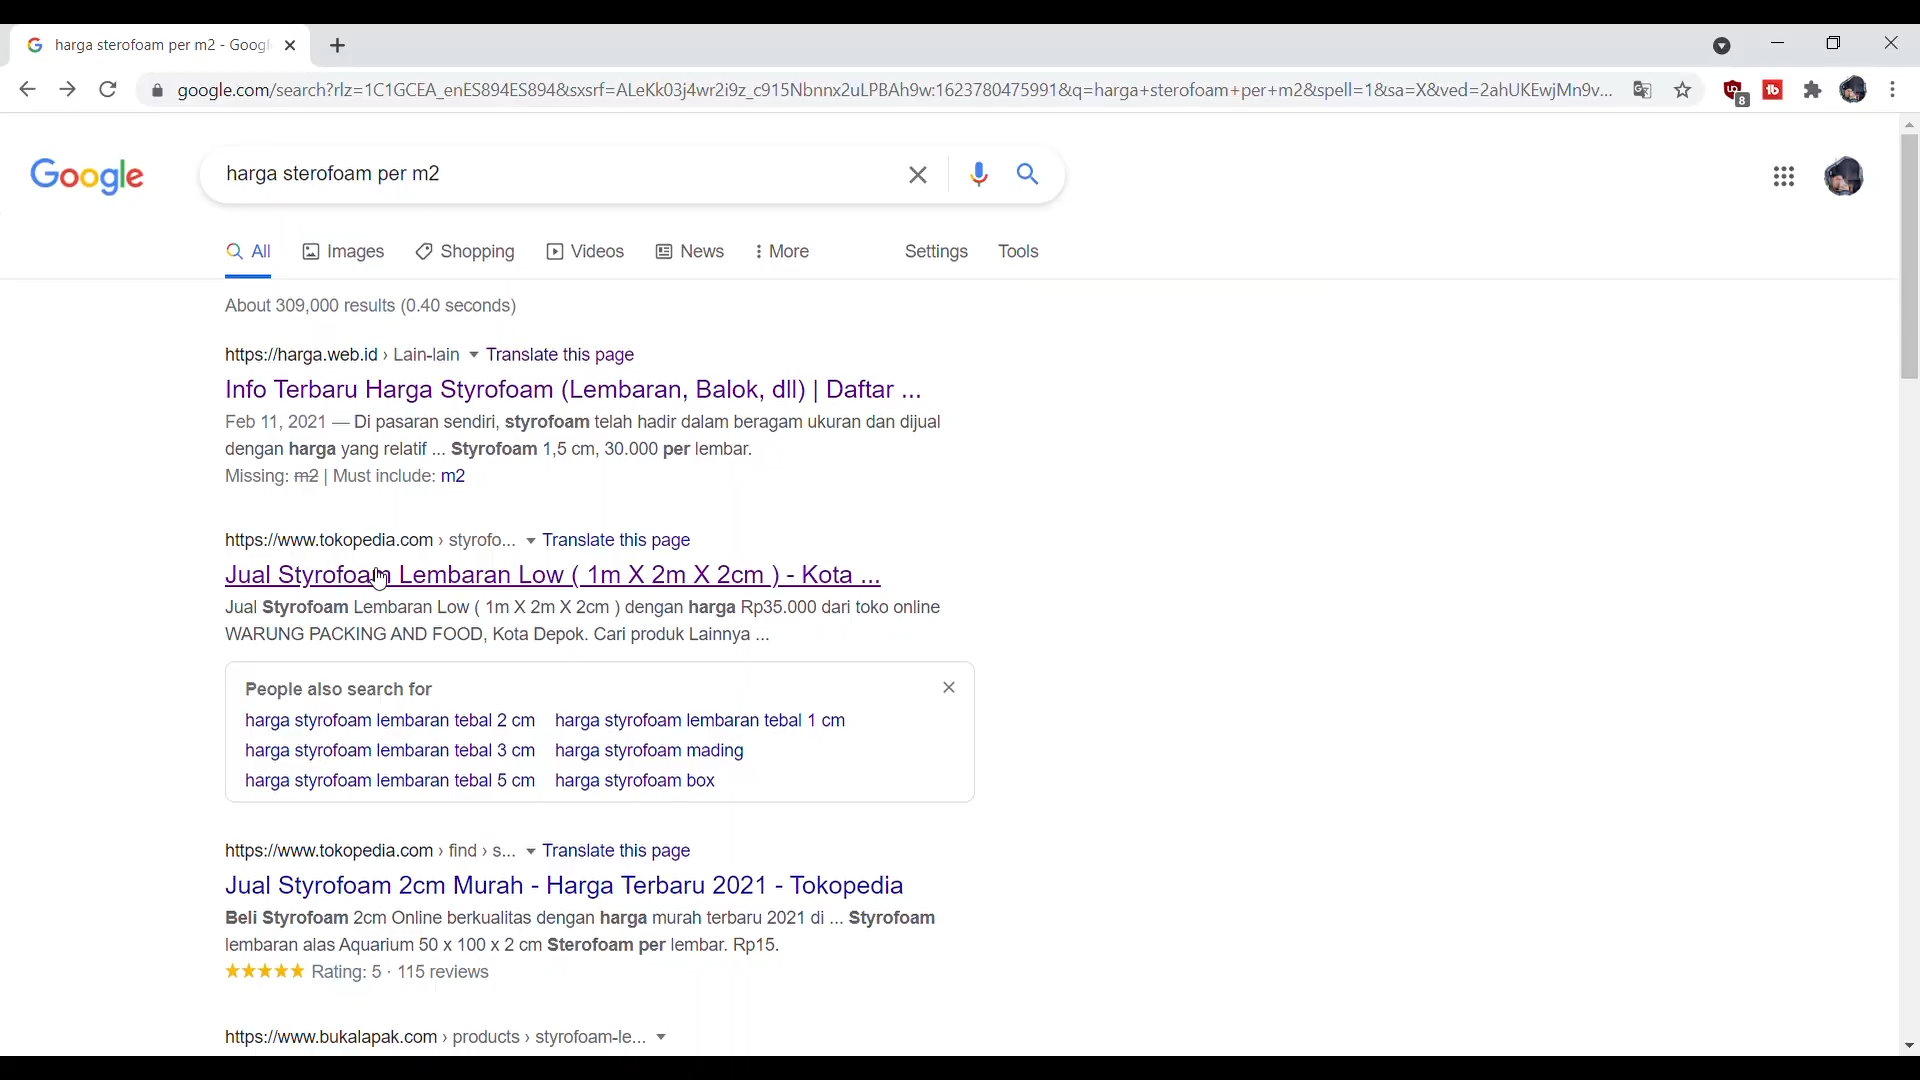 harga sterofoam per m2 - Googl
google.com/search?rlz=1C1GCEA_enES894ES894&sxsrf=ALeKk03j4wr2i9z_c915Nbnnx2uLPBAh9w:1623780475991&q=harga+sterofoam+per+m2&spell=1&sa=X&ved=2ahUKEwjMn9v...
8
Google
harga sterofoam per m2
All Images Shopping Videos News More Settings Tools
About 309,000 results (0.40 seconds)
https://harga.web.id › Lain-lain Translate this page
Info Terbaru Harga Styrofoam (Lembaran, Balok, dll) | Daftar ...
Feb 11, 2021 — Di pasaran sendiri, styrofoam telah hadir dalam beragam ukuran dan dijual
dengan harga yang relatif ... Styrofoam 1,5 cm, 30.000 per lembar.
Missing: m2 | Must include: m2
https://www.tokopedia.com › styrofo... Translate this page
Jual Styrofoam Lembaran Low ( 1m X 2m X 2cm ) - Kota ...
Jual Styrofoam Lembaran Low ( 1m X 2m X 2cm ) dengan harga Rp35.000 dari toko online
WARUNG PACKING AND FOOD, Kota Depok. Cari produk Lainnya ...
People also search for
harga styrofoam lembaran tebal 2 cm harga styrofoam lembaran tebal 1 cm
harga styrofoam lembaran tebal 3 cm harga styrofoam mading
harga styrofoam lembaran tebal 5 cm harga styrofoam box
https://www.tokopedia.com › find › s... Translate this page
Jual Styrofoam 2cm Murah - Harga Terbaru 2021 - Tokopedia
Beli Styrofoam 2cm Online berkualitas dengan harga murah terbaru 2021 di ... Styrofoam
lembaran alas Aquarium 50 x 100 x 2 cm Sterofoam per lembar. Rp15.
Rating: 5 · 115 reviews
https://www.bukalapak.com › products › styrofoam-le...